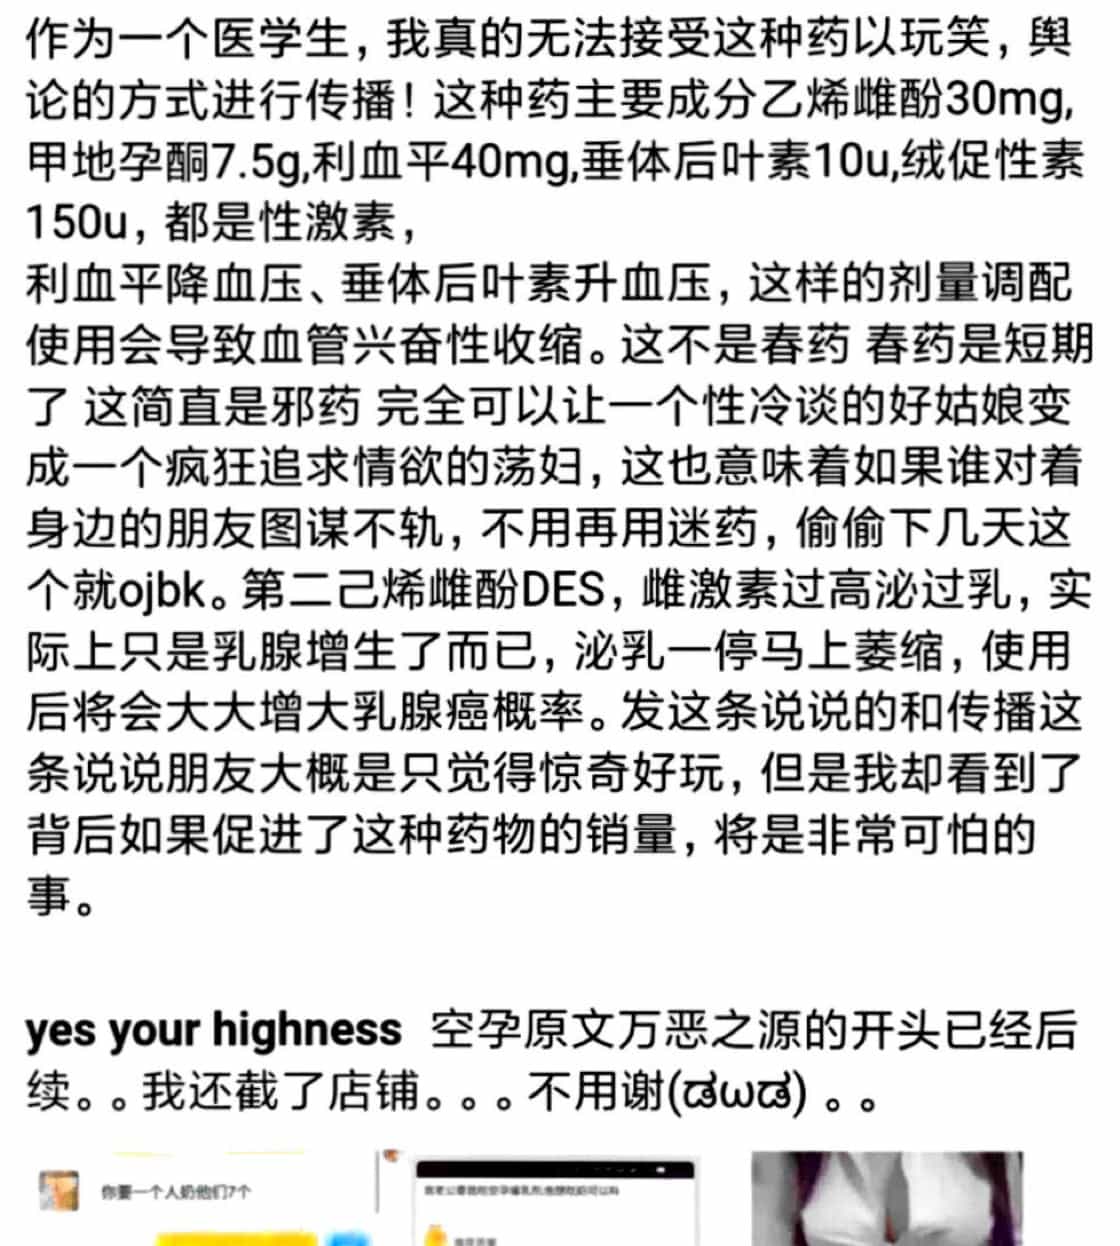 作为一个医学生，我真的无法接受这种药以玩笑，舆
论的方式进行传播！这种药主要成分乙烯雌酚30mg,
甲地孕酮7.5g,利血平40mg,垂体后叶素10u,绒促性素
150u，都是性激素，
利血平降血压、垂体后叶素升血压，这样的剂量调配
使用会导致血管兴奋性收缩。这不是春药 春药是短期
了 这简直是邪药 完全可以让一个性冷谈的好姑娘变
成一个疯狂追求情欲的荡妇，这也意味着如果谁对着
身边的朋友图谋不轨，不用再用迷药，偷偷下几天这
个就ojbk。第二己烯雌酚DES，雌激素过高泌过乳，实
际上只是乳腺增生了而已，泌乳一停马上萎缩，使用
后将会大大增大乳腺癌概率。发这条说说的和传播这
条说说朋友大概是只觉得惊奇好玩，但是我却看到了
背后如果促进了这种药物的销量，将是非常可怕的
事。
yes your highness 空孕原文万恶之源的开头已经后
续。。我还截了店铺。。。不用谢(ಡωಡ) 。。
你要一个人奶他们7个